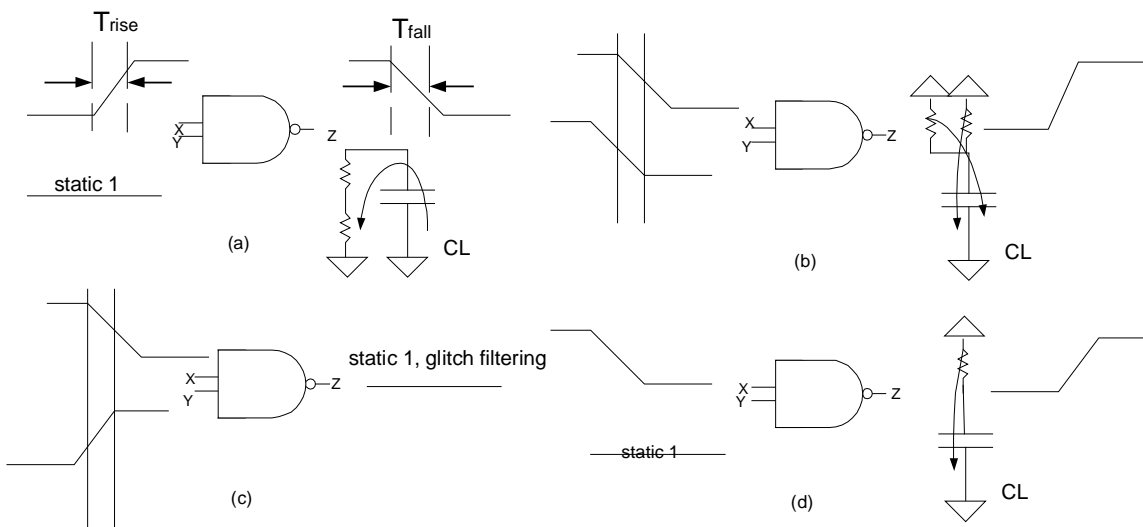 Trise
Tfall
X
Y
Z
static 1
(a)
CL
X
Y
Z
(b)
CL
X
Y
Z
static 1, glitch filtering
(c)
X
Y
Z
static 1
(d)
CL